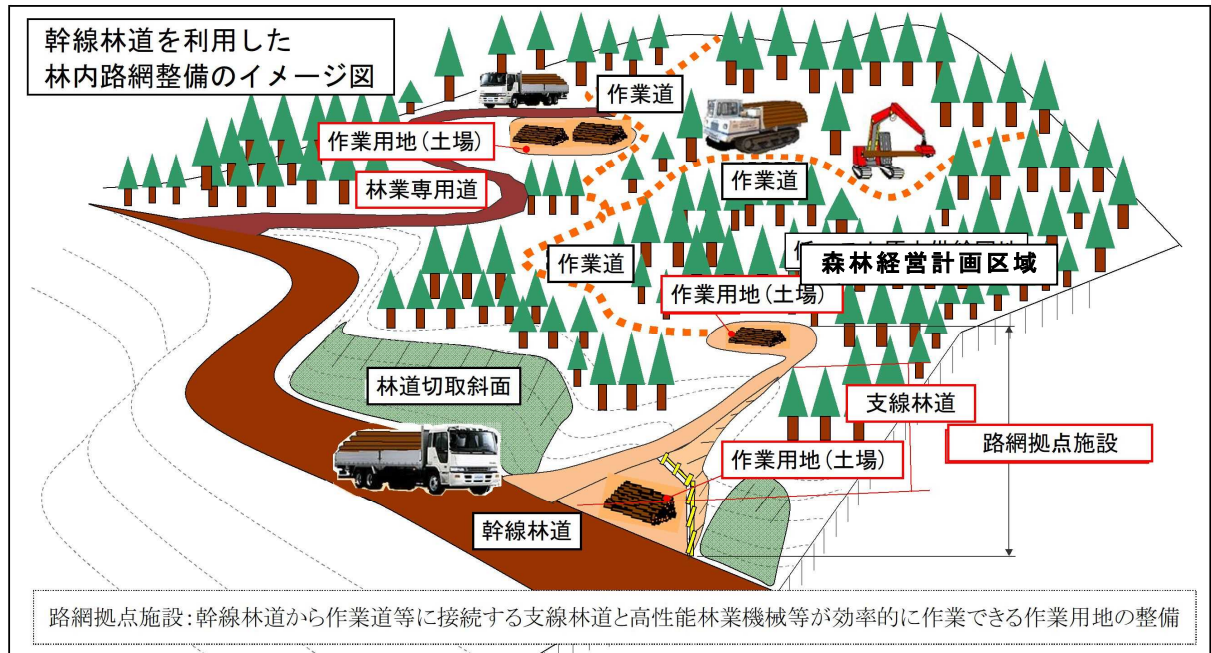 幹線林道を利用した
林内路網整備のイメージ図
作業道
作業用地(土場)
林業専用道
作業道
作業道
森林経営計画区域
作業用地(土場)
林道切取斜面
支線林道
路網拠点施設
作業用地(土場)
幹線林道
路網拠点施設:幹線林道から作業道等に接続する支線林道と高性能林業機械等が効率的に作業できる作業用地の整備